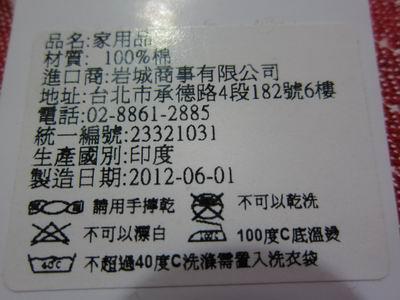 品名:家用品
材質: 100%棉
進口商:岩城商事有限公司
地址:台北市承德路4段182號6樓
電話:02-8861-2885
統一編號:23321031
生產國別:印度
製造日期:2012-06-01
請用手擰乾 不可以乾洗
不可以漂白 100度C底溫燙
40C 不超過40度C洗滌需置入洗衣袋